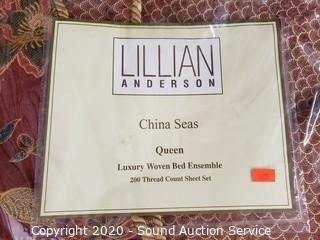 LILLIAN
ANDERSON
China Seas
Queen
Luxury Woven Bed Ensemble
200 Thread Count Sheet Set
Copyright 2020 - Sound Auction Service